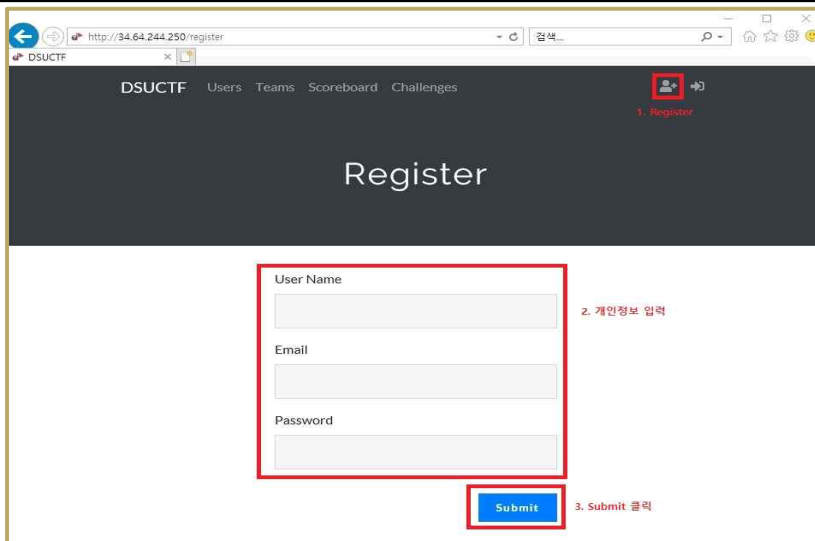 http://34.64.244.250/register
검색...
DSUCTF
DSUCTF Users Teams Scoreboard Challenges
1. Register
Register
User Name
2. 개인정보 입력
Email
Password
Submit
3. Submit 클릭